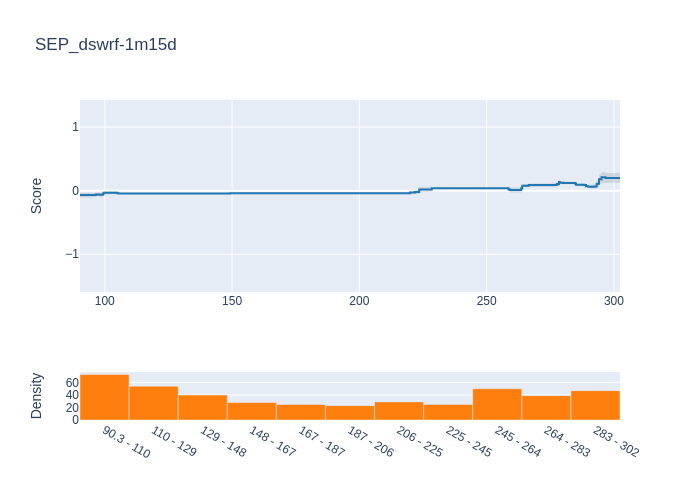 SEP_dswrf-1m15d
Score
1
0
−1
100
150
200
250
300
Density
60
40
20
0
90.3 - 110
110 - 129
129 - 148
148 - 167
167 - 187
187 - 206
206 - 225
225 - 245
245 - 264
264 - 283
283 - 302